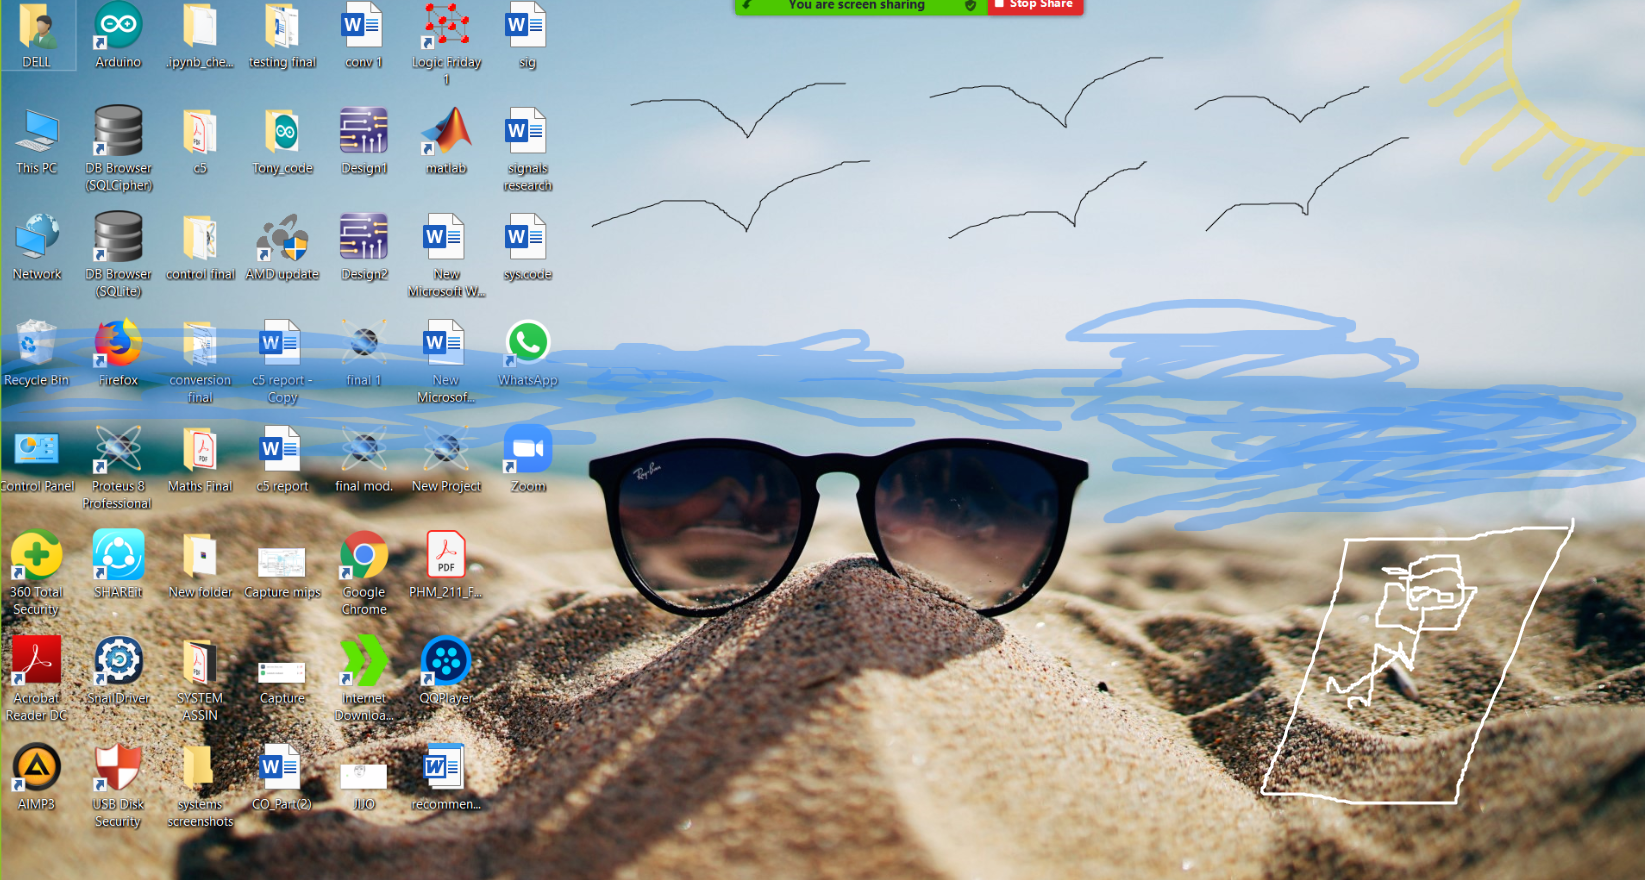 You are screen sharing
Stop Share
DELL
Arduino
.ipynb_che...
testing final
conv 1
Logic Friday
1
sig
This PC
DB Browser
(SQLCipher)
c5
Tony_code
Design1
matlab
signals
research
Network
DB Browser
(SQLite)
control final
AMD update
Design2
New
Microsoft W...
sys.code
Recycle Bin
Firefox
conversion
final
c5 report -
Copy
final 1
New
Microsof...
WhatsApp
Control Panel
Proteus 8
Professional
Maths Final
c5 report
final mod.
New Project
Zoom
Ray-Ban
360 Total
Security
SHAREit
New folder
Capture mips
Google
Chrome
PDF
PHM_211_F...
Acrobat
Reader DC
SnailDriver
SYSTEM
ASSIN
Capture
Internet
Downloa...
QQPlayer
AIMP3
USB Disk
Security
systems
screenshots
CO_Part(2)
JIJO
recommen...